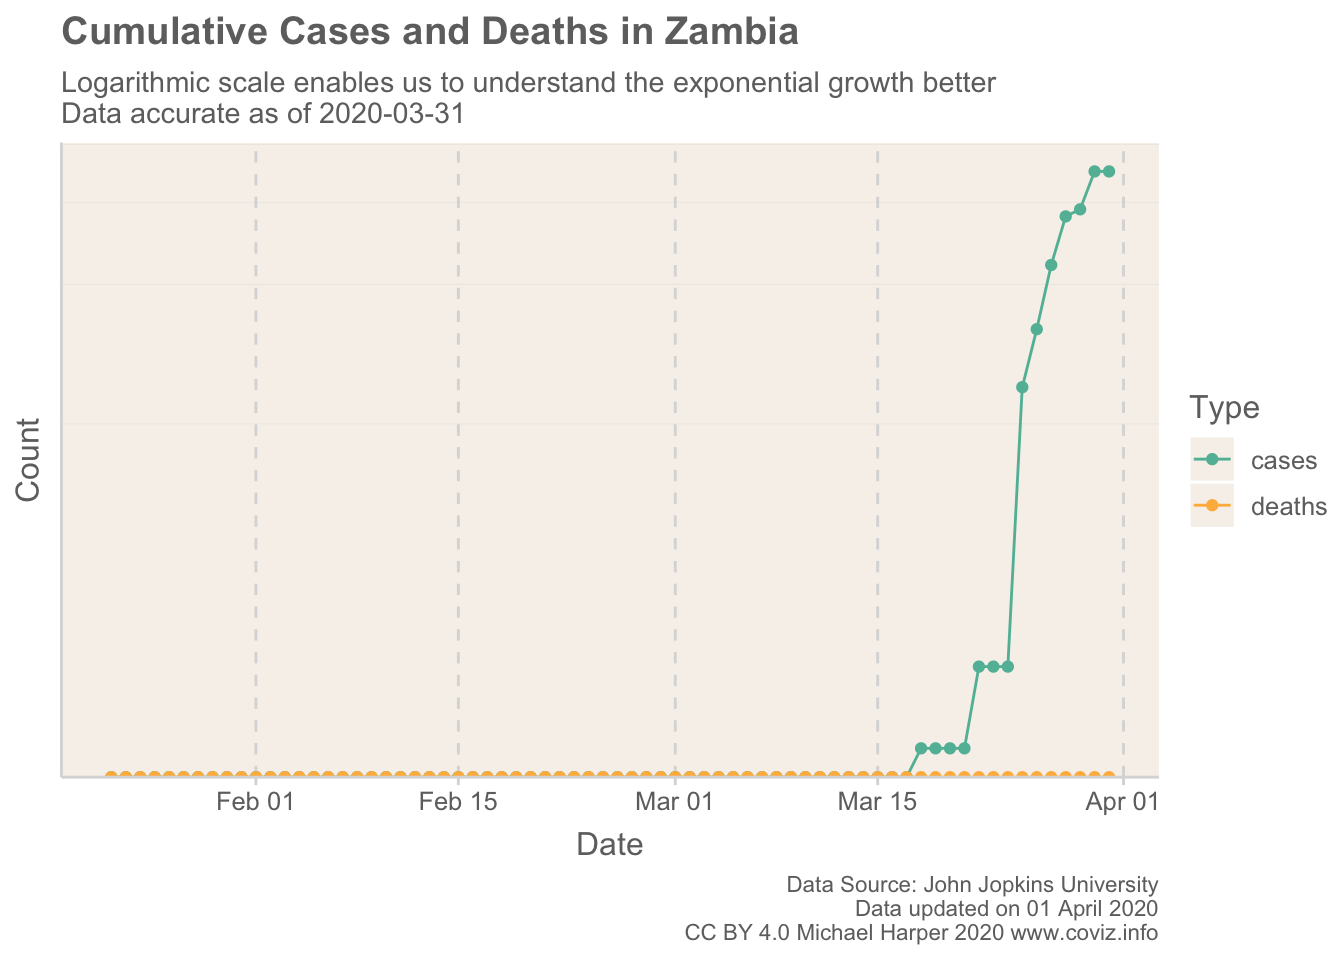 Cumulative Cases and Deaths in Zambia
Logarithmic scale enables us to understand the exponential growth better
Data accurate as of 2020-03-31
Count
Type
cases
deaths
Feb 01
Feb 15
Mar 01
Mar 15
Apr 01
Date
Data Source: John Jopkins University
Data updated on 01 April 2020
CC BY 4.0 Michael Harper 2020 www.coviz.info